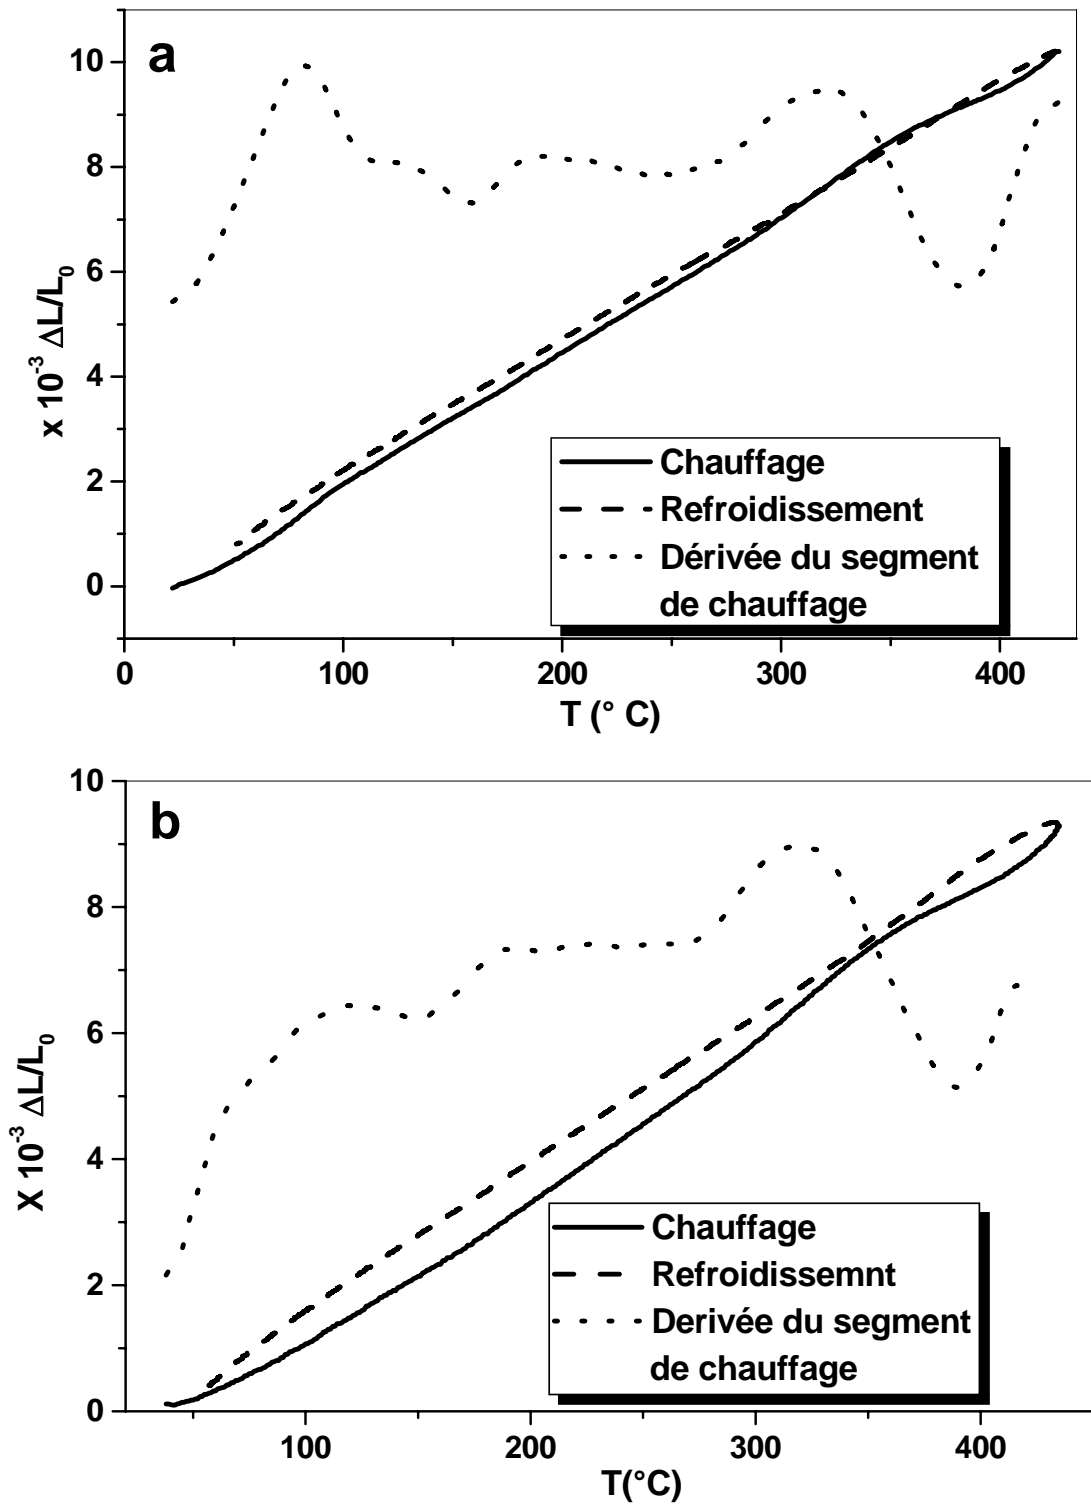 a
10
8
6
4
2
0
x 10-3 ΔL/L0
Chauffage
Refroidissement
Dérivée du segment
de chauffage
0 100 200 300 400
T (° C)
b
10
8
6
4
2
0
X 10-3 ΔL/L0
Chauffage
Refroidissemnt
Derivée du segment
de chauffage
100 200 300 400
T(°C)